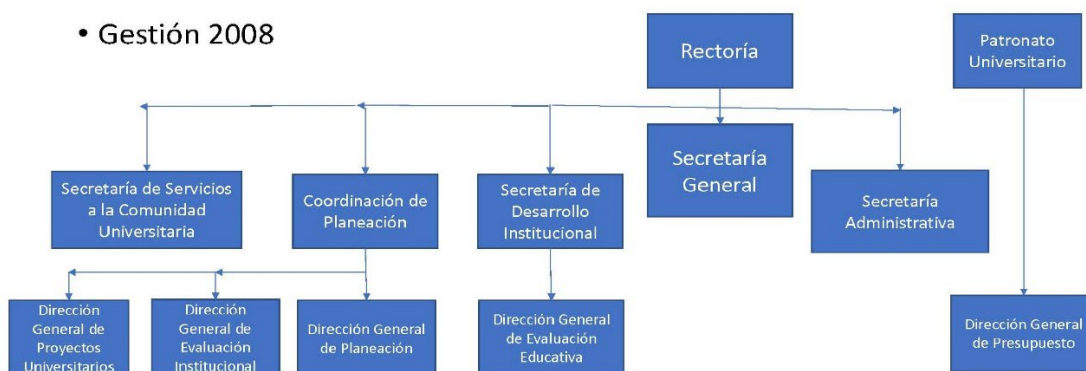 • Gestión 2008
Rectoría
Patronato
Universitario
Secretaría
General
Secretaría de Servicios
a la Comunidad
Universitaria
Coordinación de
Planeación
Secretaría de
Desarrollo
Institucional
Secretaría
Administrativa
Dirección
General de
Proyectos
Universitarios
Dirección
General de
Evaluación
Institucional
Dirección General
de Planeación
Dirección General
de Evaluación
Educativa
Dirección General
de Presupuesto